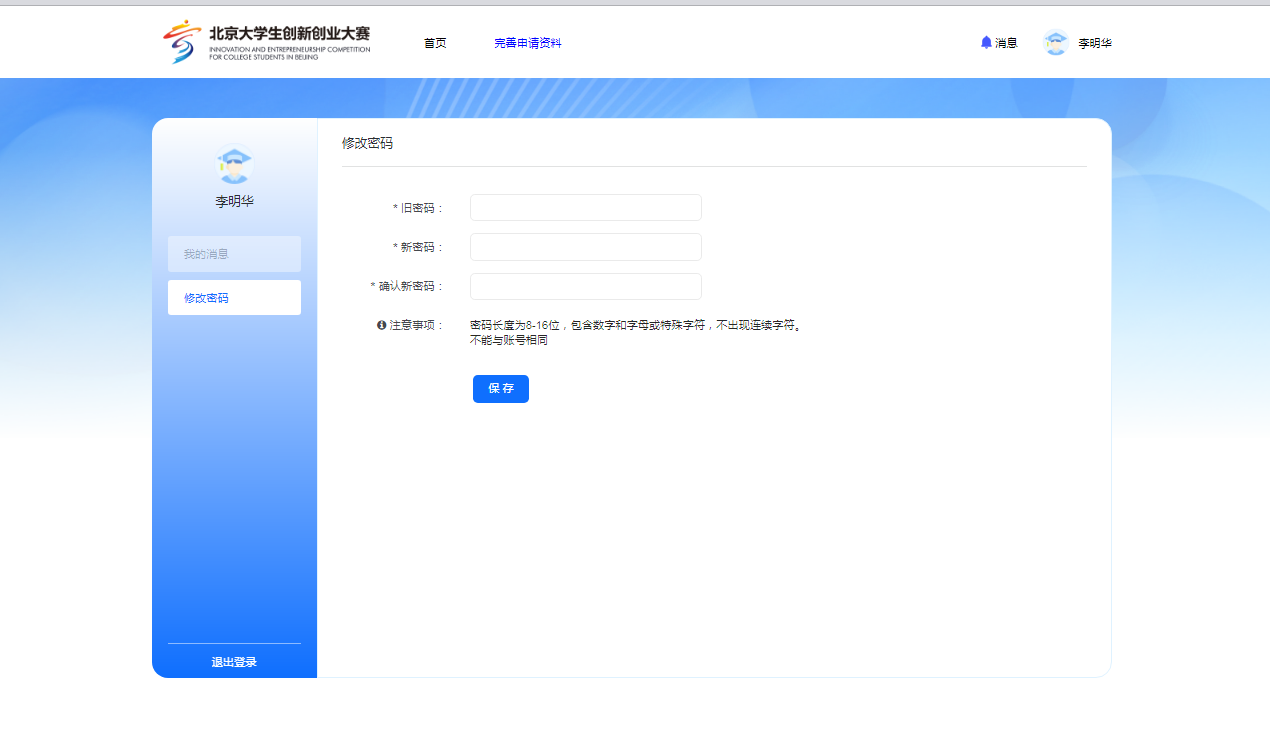 北京大学生创新创业大赛
INNOVATION AND ENTREPRENEURSHIP COMPETITION
FOR COLLEGE STUDENTS IN BEIJING
首页
完善申请资料
消息
李明华
李明华
我的消息
修改密码
退出登录
修改密码
* 旧密码：
* 新密码：
* 确认新密码：
注意事项：
密码长度为8-16位，包含数字和字母或特殊字符，不出现连续字符。
不能与账号相同
保 存